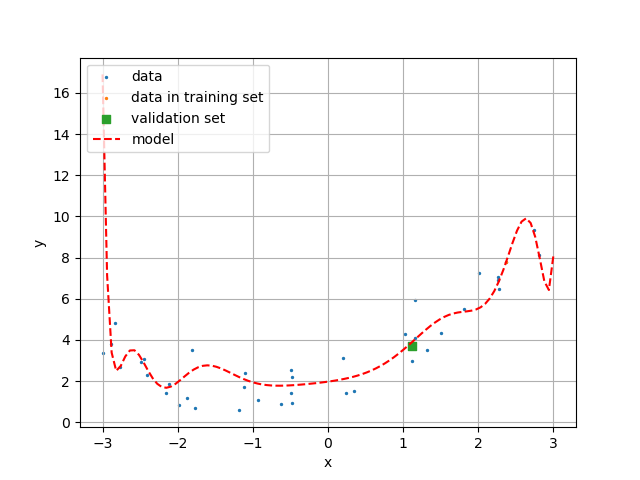 data
data in training set
validation set
model
16
14
12
10
8
6
4
2
0
y
−3
−2
−1
0
1
2
3
x